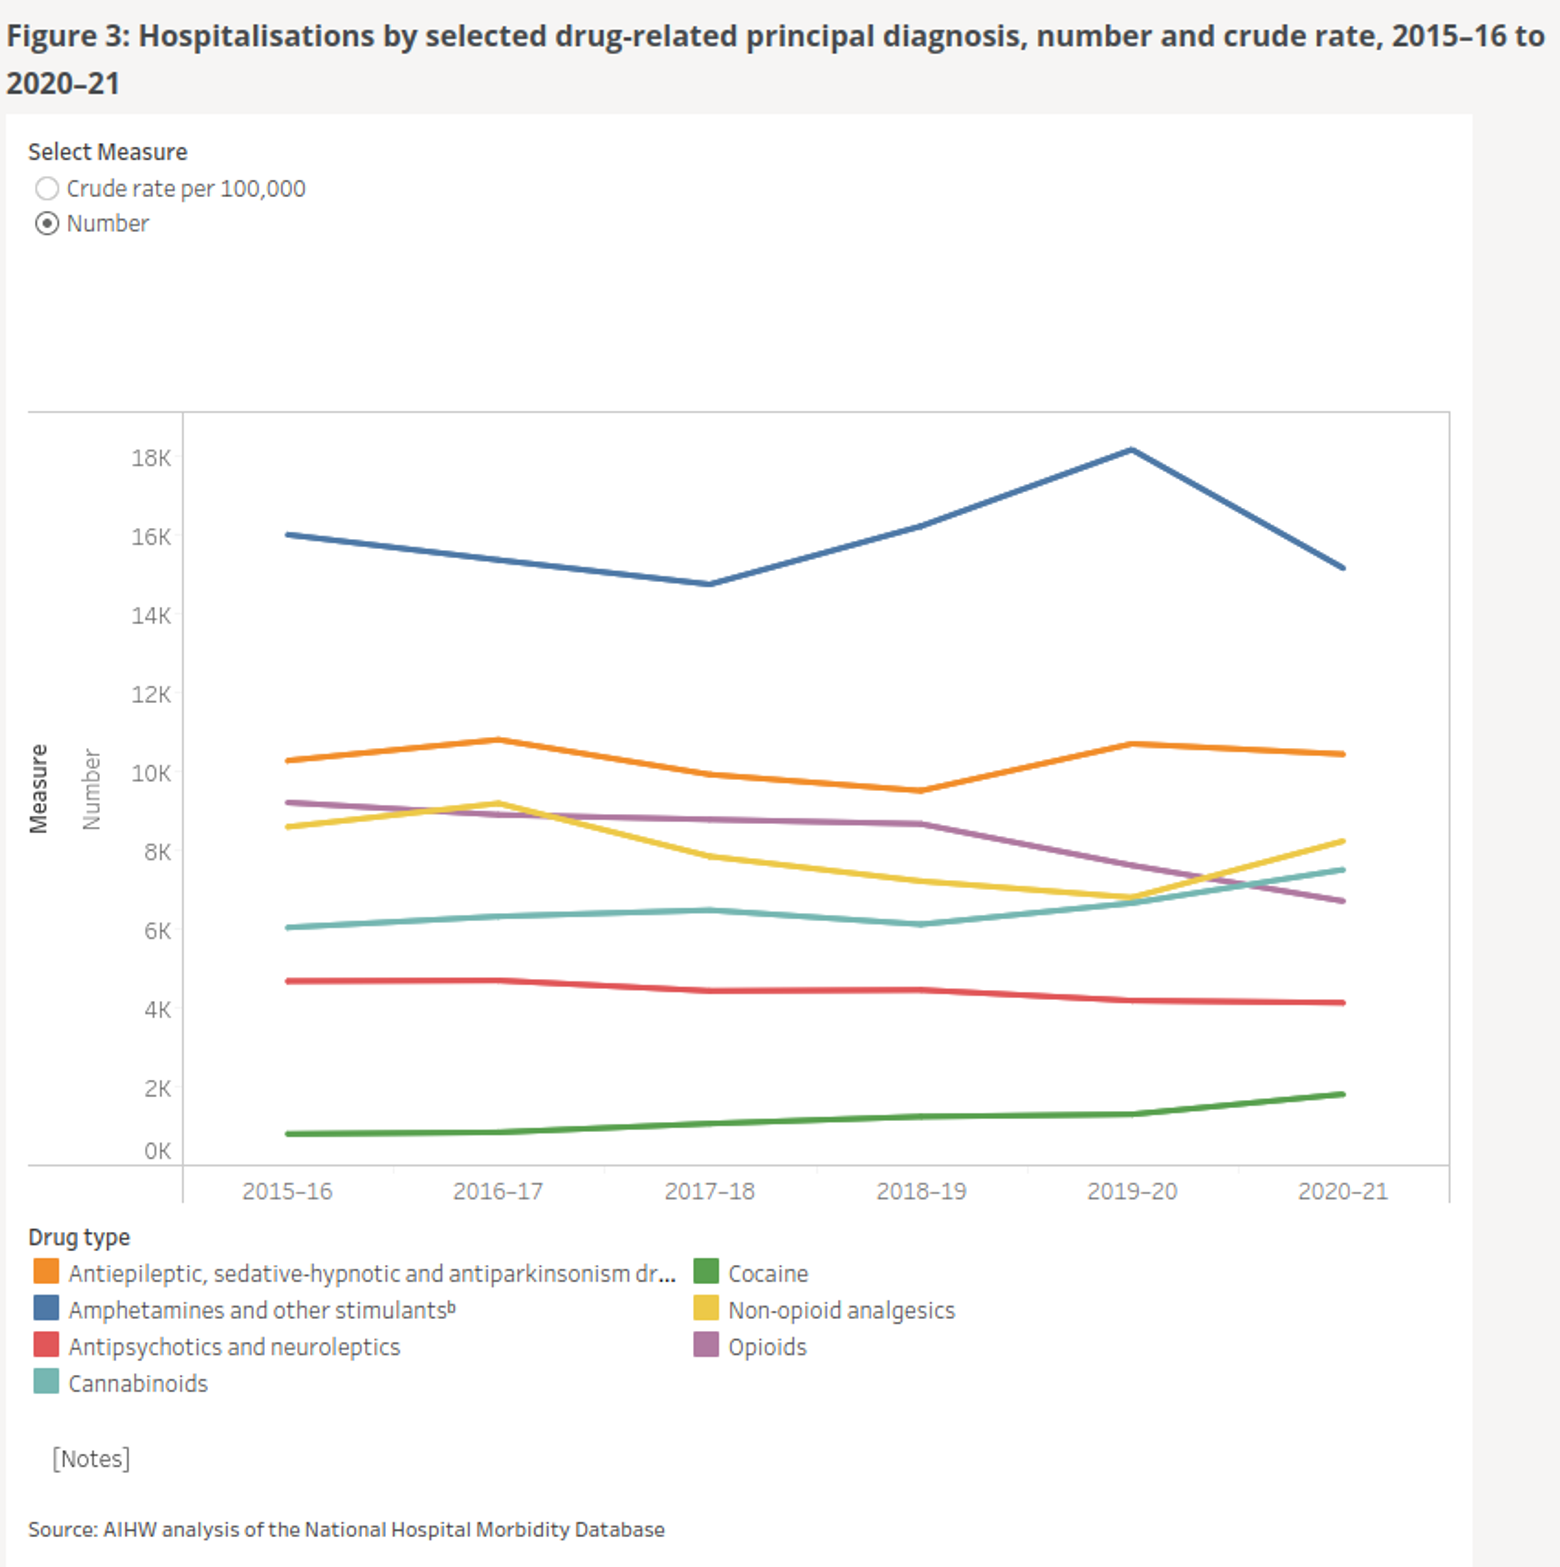 Figure 3: Hospitalisations by selected drug-related principal diagnosis, number and crude rate, 2015–16 to
2020–21
Select Measure
Crude rate per 100,000
Number
18K
16K
14K
12K
10K
8K
6K
4K
2K
0K
Measure
Number
2015–16
2016–17
2017–18
2018–19
2019–20
2020–21
Drug type
Antiepileptic, sedative-hypnotic and antiparkinsonism dr...
Cocaine
Amphetamines and other stimulantsᵇ
Non-opioid analgesics
Antipsychotics and neuroleptics
Opioids
Cannabinoids
[Notes]
Source: AIHW analysis of the National Hospital Morbidity Database